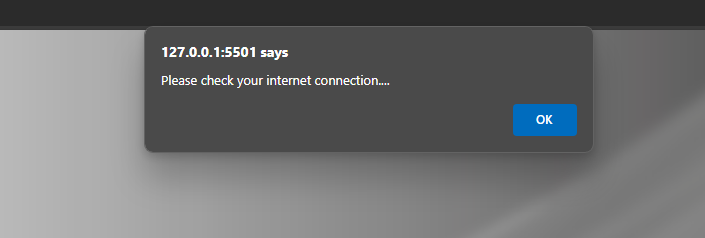 127.0.0.1:5501 says
Please check your internet connection....
OK